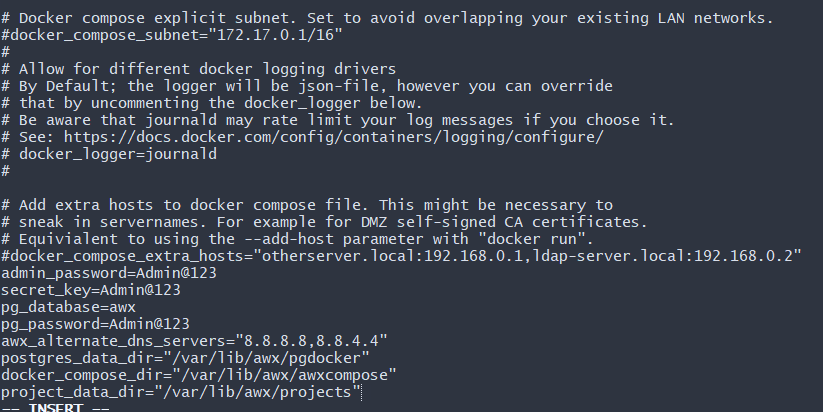 # Docker compose explicit subnet. Set to avoid overlapping your existing LAN networks.
#docker_compose_subnet="172.17.0.1/16"
#
# Allow for different docker logging drivers
# By Default; the logger will be json-file, however you can override
# that by uncommenting the docker_logger below.
# Be aware that journald may rate limit your log messages if you choose it.
# See: https://docs.docker.com/config/containers/logging/configure/
# docker_logger=journald
#
# Add extra hosts to docker compose file. This might be necessary to
# sneak in servernames. For example for DMZ self-signed CA certificates.
# Equivialent to using the --add-host parameter with "docker run".
#docker_compose_extra_hosts="otherserver.local:192.168.0.1,ldap-server.local:192.168.0.2"
admin_password=Admin@123
secret_key=Admin@123
pg_database=awx
pg_password=Admin@123
awx_alternate_dns_servers="8.8.8.8,8.8.4.4"
postgres_data_dir="/var/lib/awx/pgdocker"
docker_compose_dir="/var/lib/awx/awxcompose"
project_data_dir="/var/lib/awx/projects"
-- INSERT --